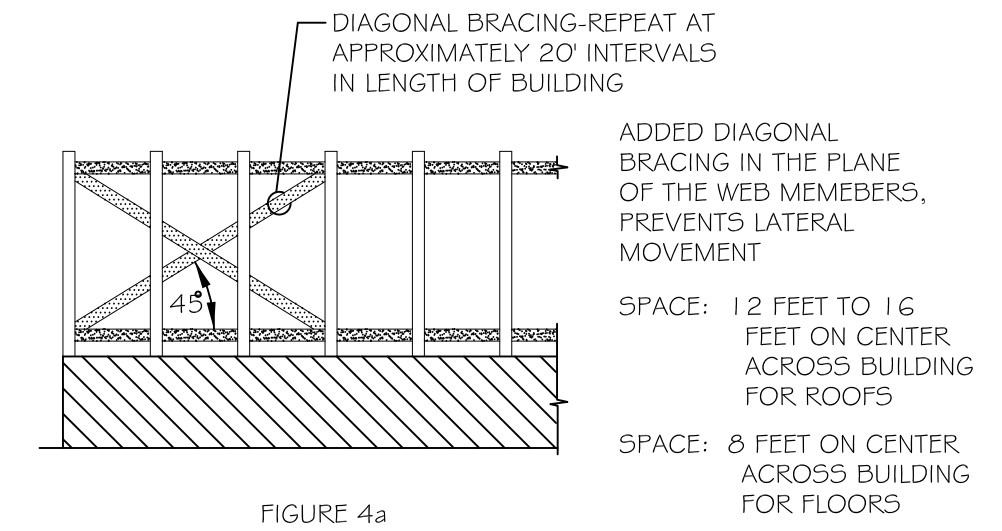 DIAGONAL BRACING-REPEAT AT
APPROXIMATELY 20' INTERVALS
IN LENGTH OF BUILDING
ADDED DIAGONAL
BRACING IN THE PLANE
OF THE WEB MEMEBERS,
PREVENTS LATERAL
MOVEMENT
45°
SPACE: 12 FEET TO 16
FEET ON CENTER
ACROSS BUILDING
FOR ROOFS
SPACE: 8 FEET ON CENTER
ACROSS BUILDING
FOR FLOORS
FIGURE 4a